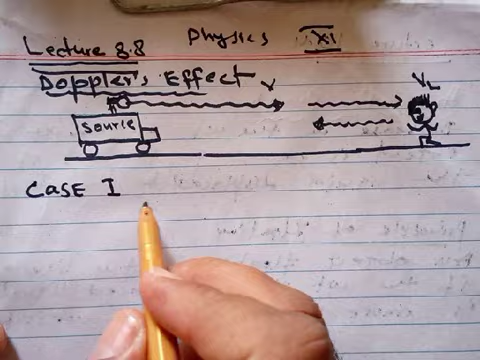 Lecture 8.8 Physics XI
Doppler's Effect
V VL
Source
Case I